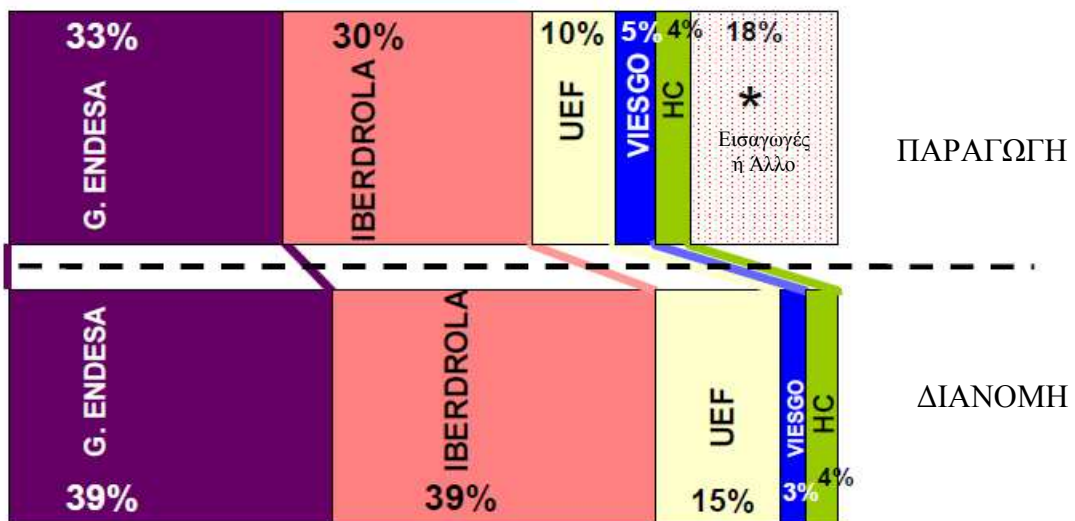 33%
30%
10%
5%
4%
18%
G. ENDESA
IBERDROLA
UEF
VIESGO
HC
*
Εισαγωγές
ή Άλλο
ΠΑΡΑΓΩΓΗ
G. ENDESA
IBERDROLA
UEF
VIESGO
HC
ΔΙΑΝΟΜΗ
39%
39%
15%
3%
4%